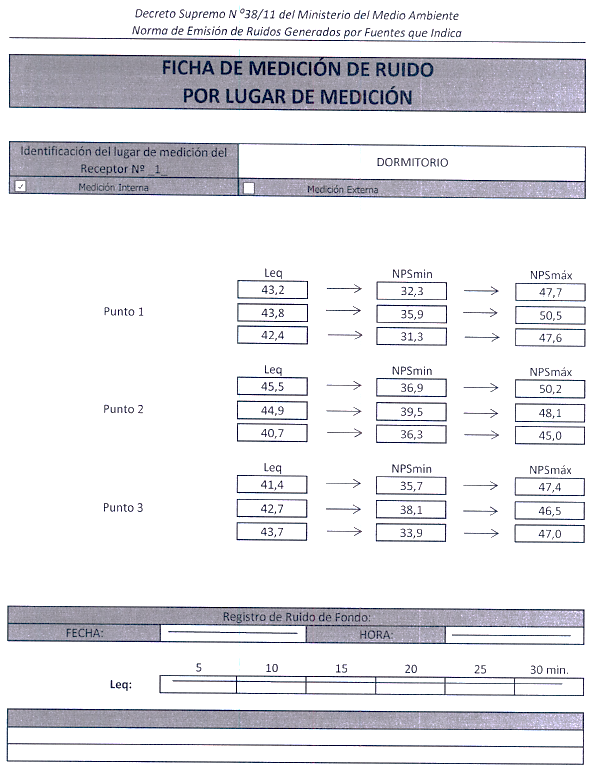 Decreto Supremo N º38/11 del Ministerio del Medio Ambiente
Norma de Emisión de Ruidos Generados por Fuentes que Indica
FICHA DE MEDICIÓN DE RUIDO
POR LUGAR DE MEDICIÓN
Identificación del lugar de medición del
Receptor Nº _1_
DORMITORIO
Medición Interna
Medición Externa
Leq NPSmin NPSmáx
43,2 32,3 47,7
Punto 1 43,8 35,9 50,5
42,4 31,3 47,6
Leq NPSmin NPSmáx
45,5 36,9 50,2
Punto 2 44,9 39,5 48,1
40,7 36,3 45,0
Leq NPSmin NPSmáx
41,4 35,7 47,4
Punto 3 42,7 38,1 46,5
43,7 33,9 47,0
Registro de Ruido de Fondo:
FECHA: HORA:
5 10 15 20 25 30 min.
Leq: